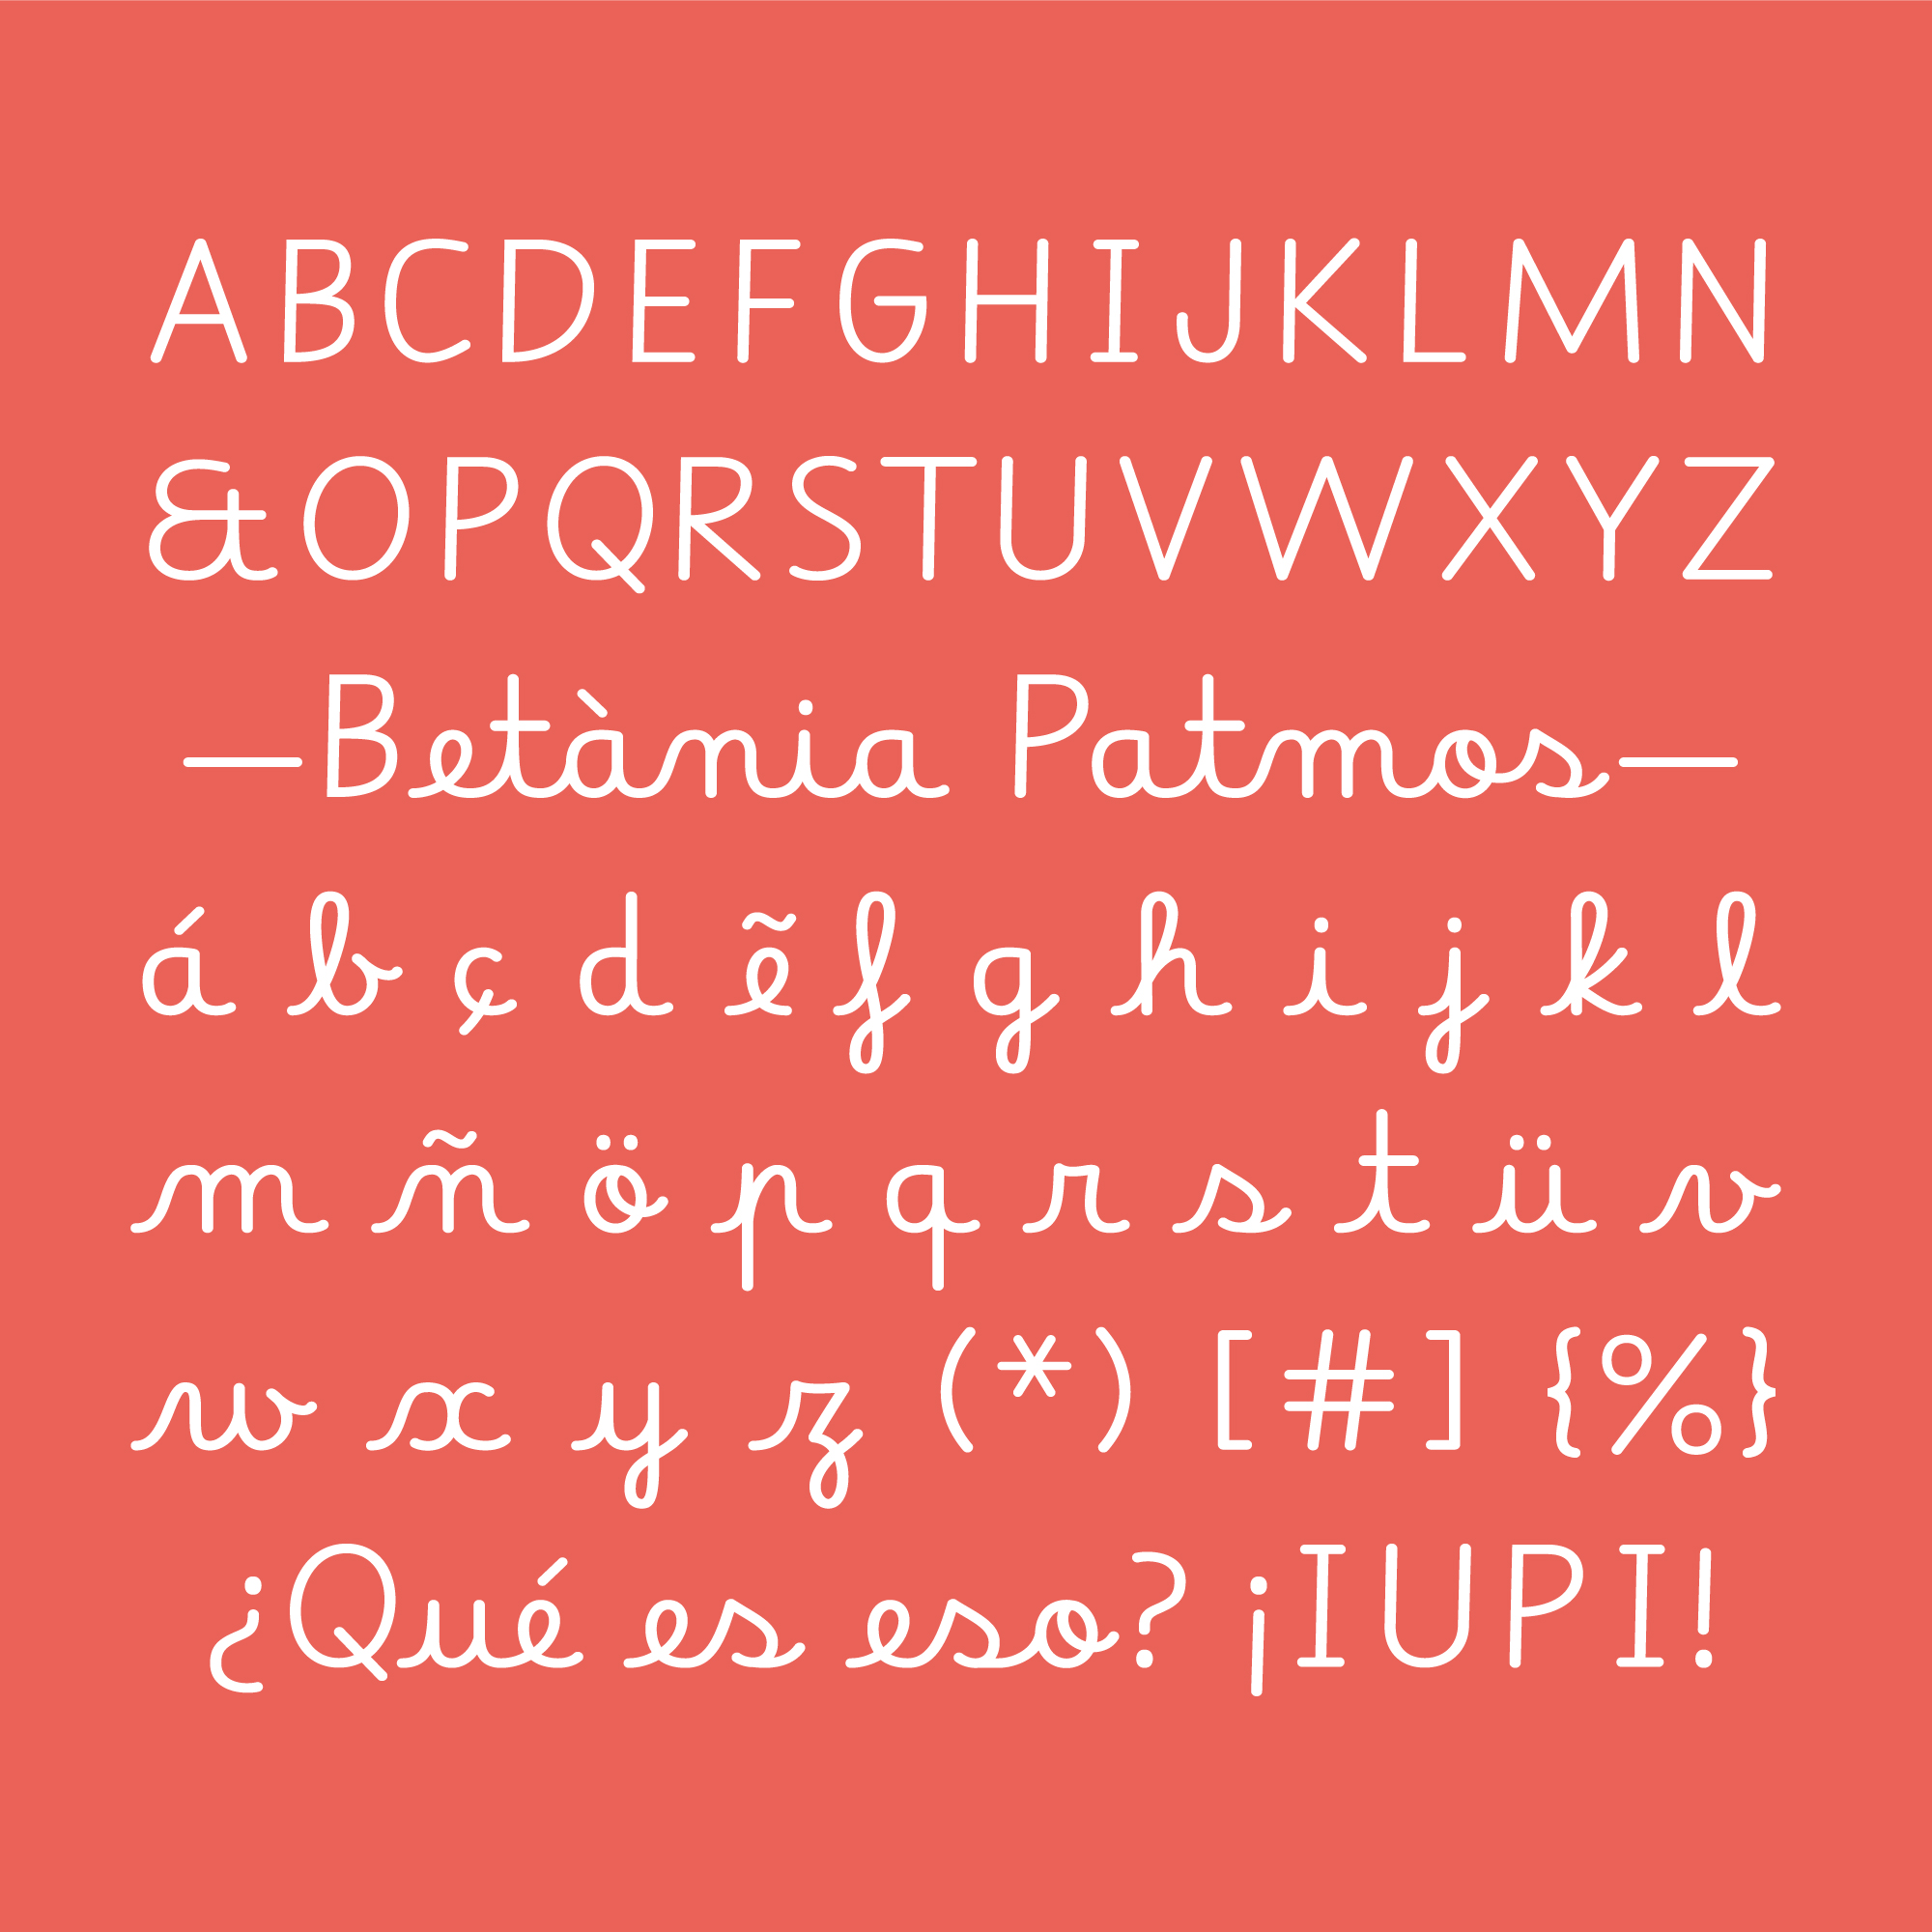 ABCDEFGHIJKLMN
&OPQRSTUVWXYZ
—Betània Patmos—
á b ç d ẽ f g h i j k l
m ñ ö p q r s t ü v
w x y z (*) [#] {%}
¿Qué es eso? ¡IUPI!